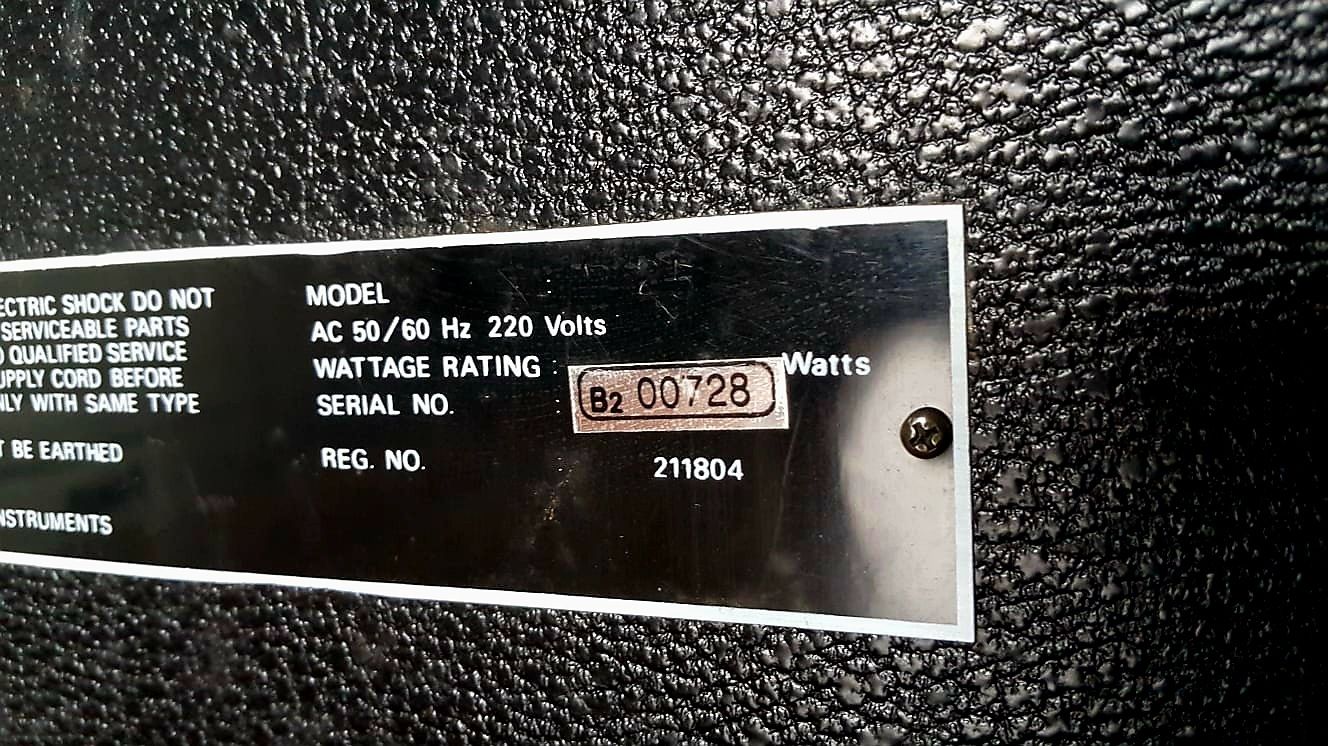 ECTRIC SHOCK DO NOT
SERVICEABLE PARTS
QUALIFIED SERVICE
UPPLY CORD BEFORE
NLY WITH SAME TYPE
T BE EARTHED
NSTRUMENTS
MODEL
AC 50/60 Hz 220 Volts
WATTAGE RATING : Watts
SERIAL NO. : B2 00728
REG. NO. 211804